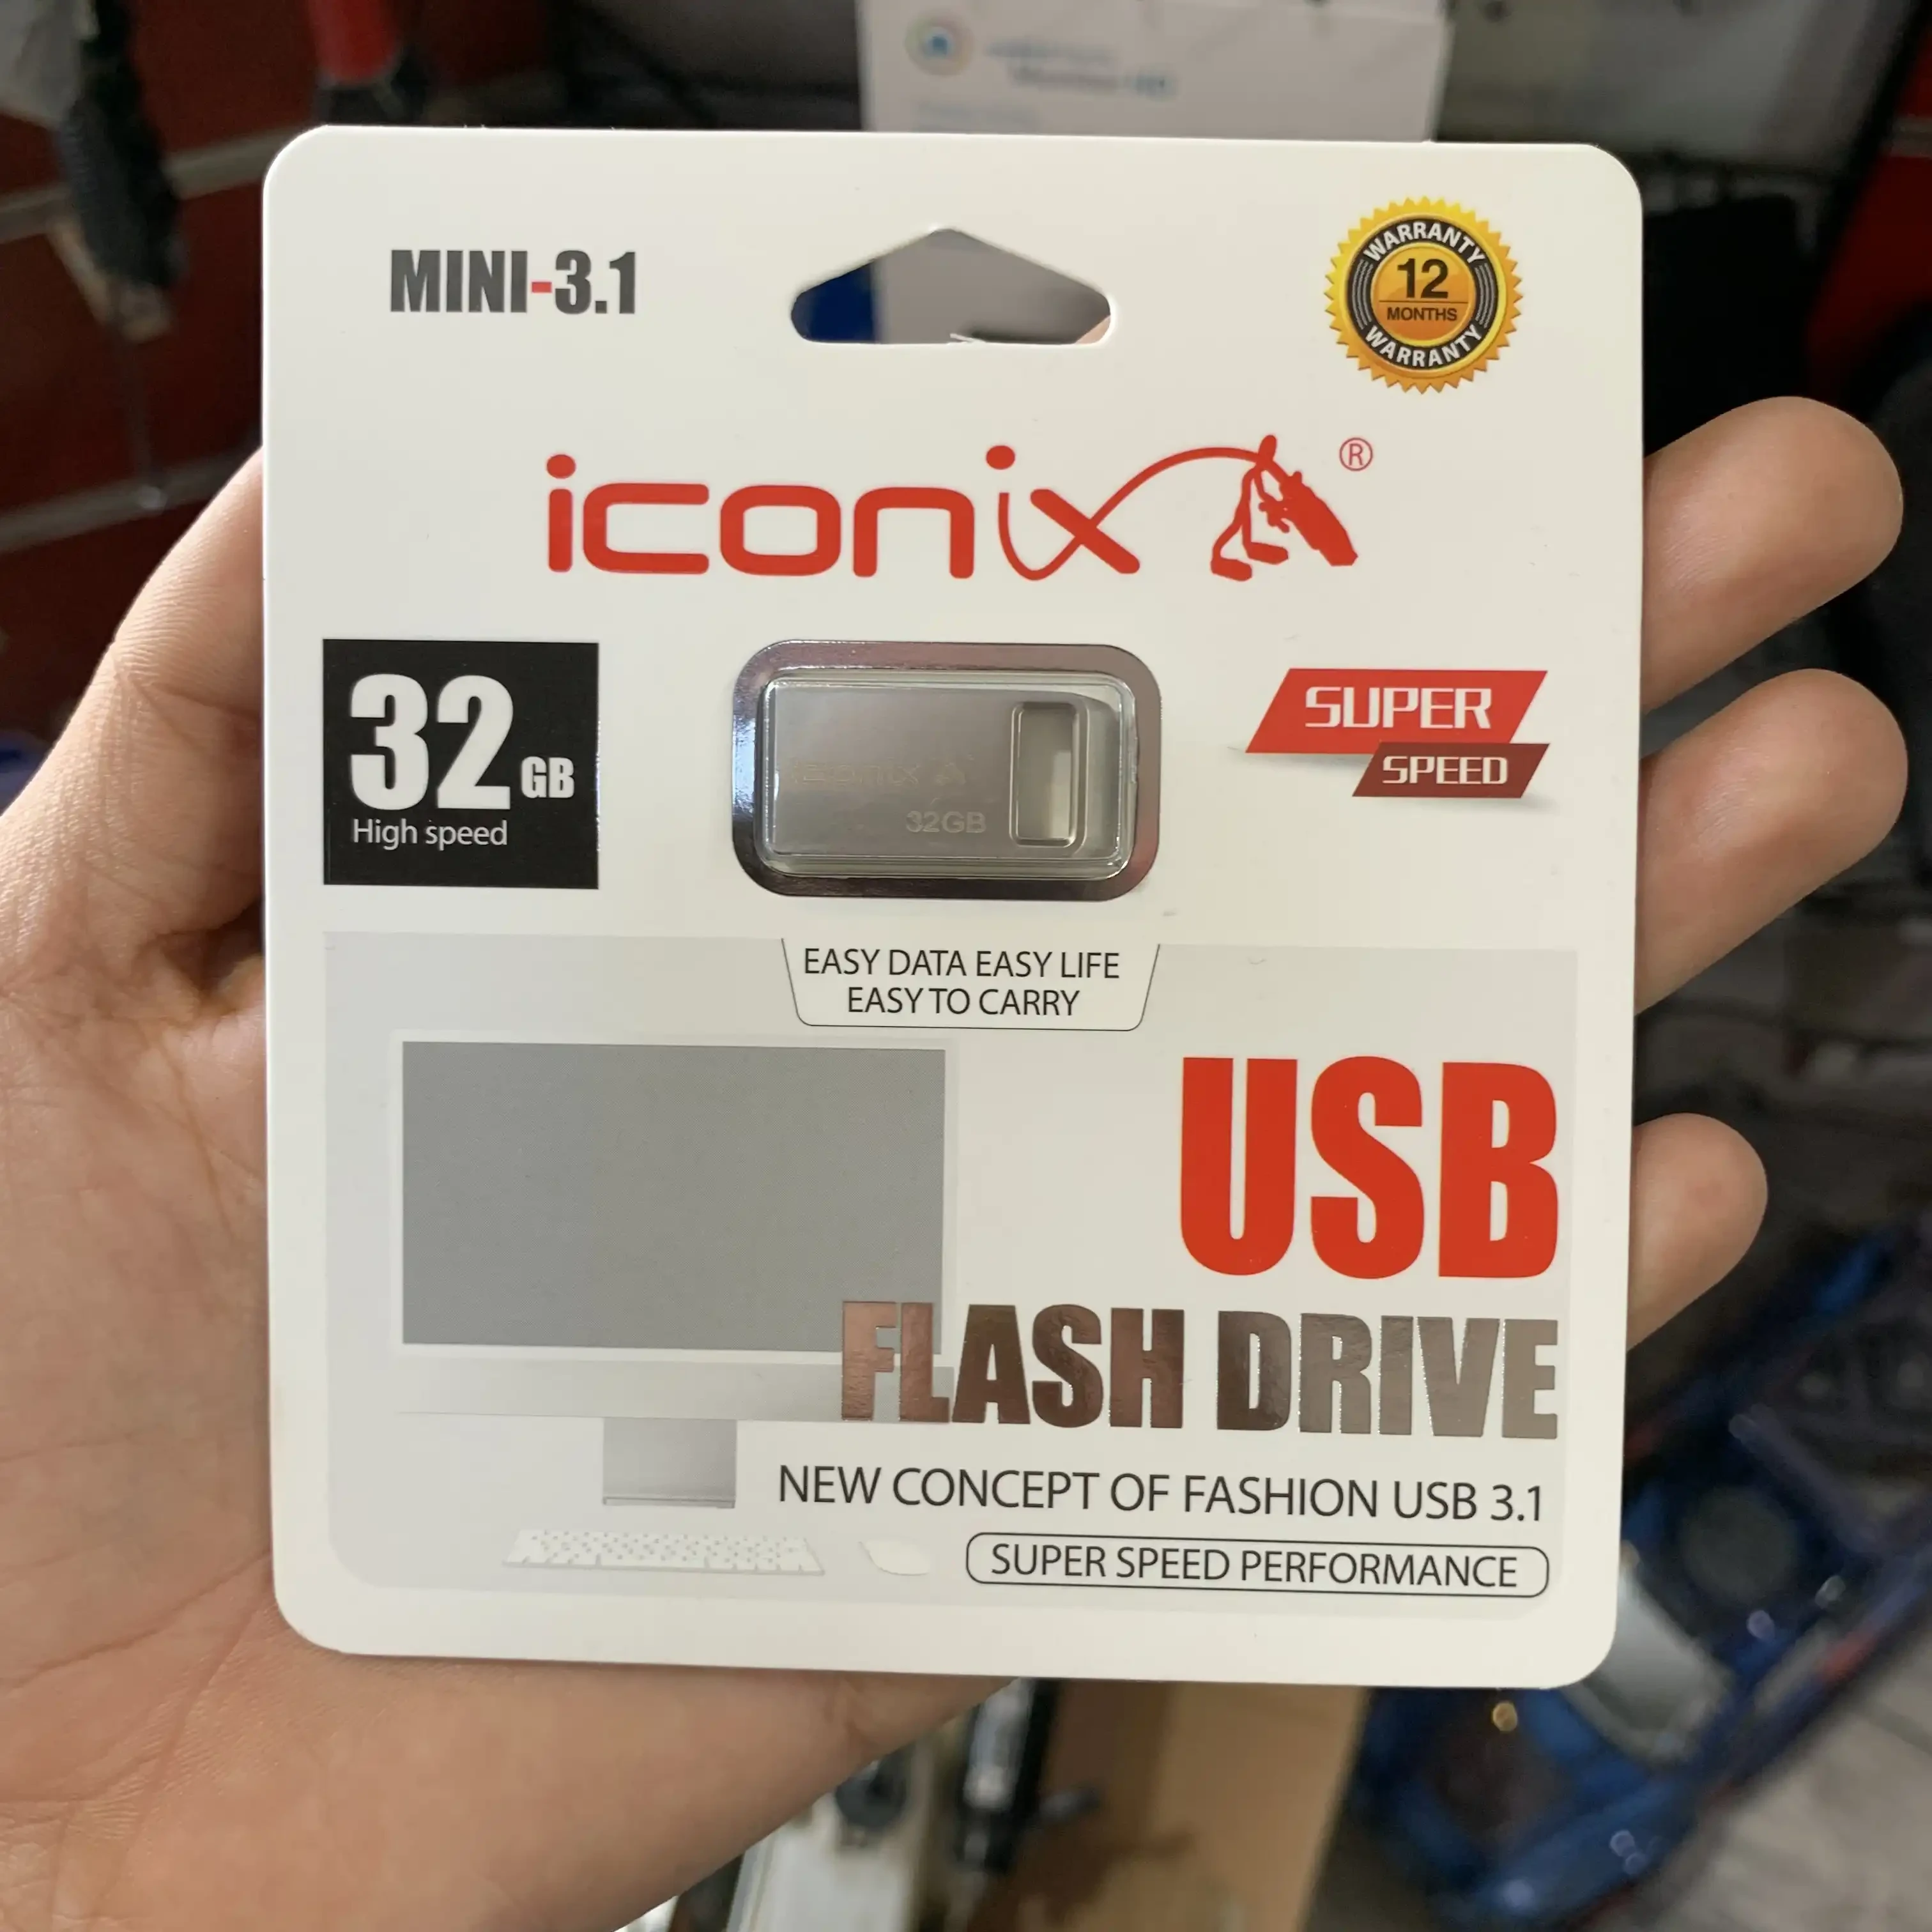 MINI-3.1
WARRANTY
12
MONTHS
WARRANTY
iconix ®
32GB
High speed
iconix
32GB
SUPER
SPEED
EASY DATA EASY LIFE
EASY TO CARRY
USB
FLASH DRIVE
NEW CONCEPT OF FASHION USB 3.1
SUPER SPEED PERFORMANCE